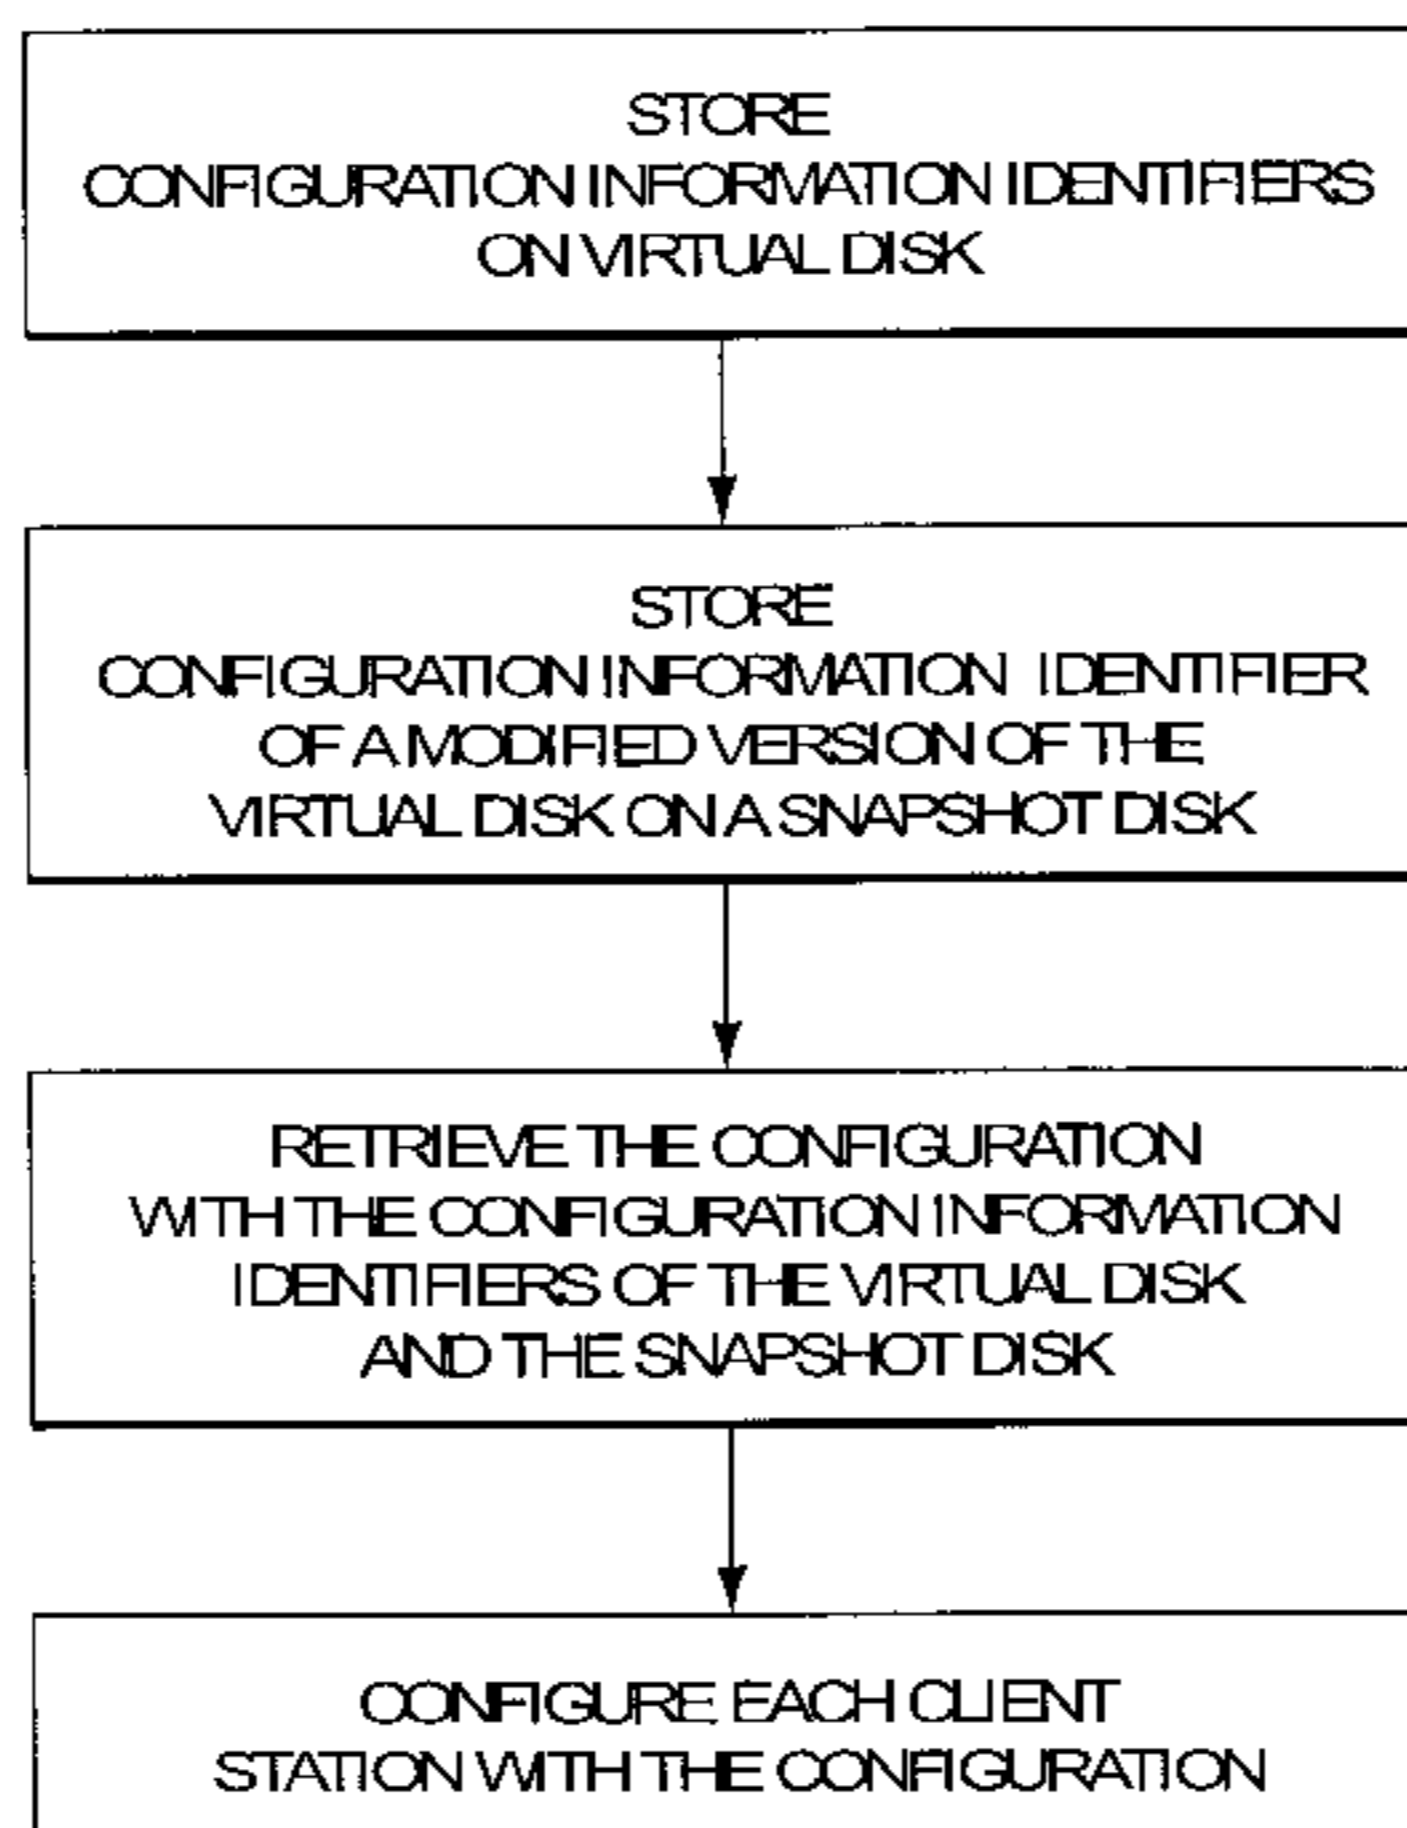 STORE
CONFIGURATION INFORMATION IDENTIFIERS
ON VIRTUAL DISK
STORE
CONFIGURATION INFORMATION IDENTIFIER
OF A MODIFIED VERSION OF THE
VIRTUAL DISK ON A SNAPSHOT DISK
RETRIEVE THE CONFIGURATION
WITH THE CONFIGURATION INFORMATION
IDENTIFIERS OF THE VIRTUAL DISK
AND THE SNAPSHOT DISK
CONFIGURE EACH CLIENT
STATION WITH THE CONFIGURATION